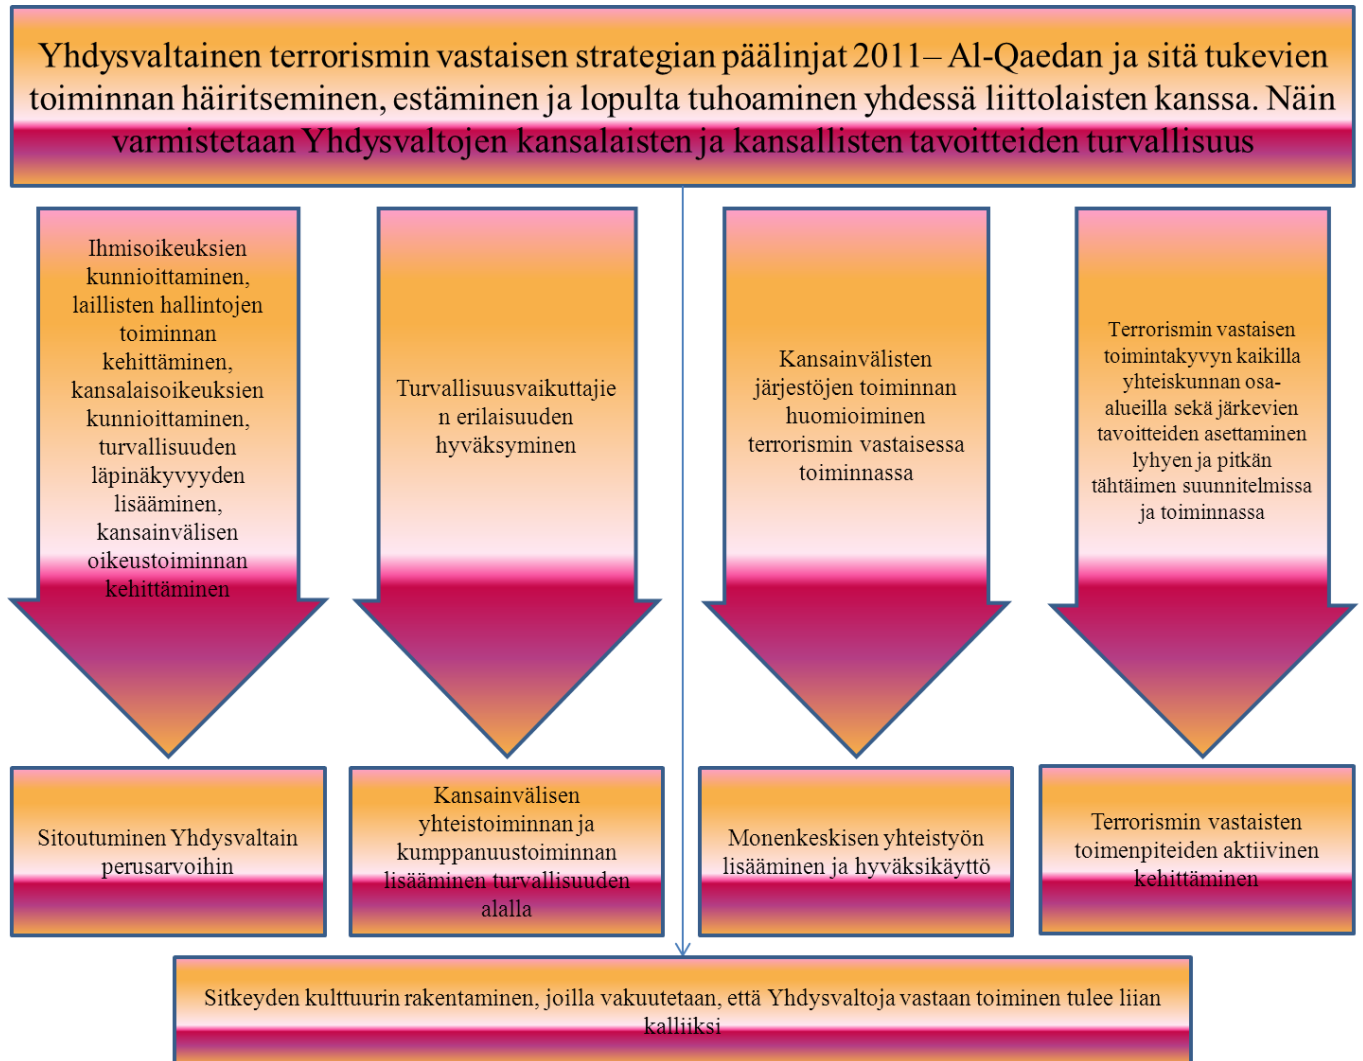 Yhdysvaltainen terrorismin vastaisen strategian päälinjat 2011– Al-Qaedan ja sitä tukevien
toiminnan häiritseminen, estäminen ja lopulta tuhoaminen yhdessä liittolaisten kanssa. Näin
varmistetaan Yhdysvaltojen kansalaisten ja kansallisten tavoitteiden turvallisuus
Ihmisoikeuksien
kunnioittaminen,
laillisten hallintojen
toiminnan
kehittäminen,
kansalaisoikeuksien
kunnioittaminen,
turvallisuuden
läpinäkyvyyden
lisääminen,
kansainvälisen
oikeustoiminnan
kehittäminen
Turvallisuusvaikuttajie
n erilaisuuden
hyväksyminen
Kansainvälisten
järjestöjen toiminnan
huomioiminen
terrorismin vastaisessa
toiminnassa
Terrorismin vastaisen
toimintakyvyn kaikilla
yhteiskunnan osa-
alueilla sekä järkevien
tavoitteiden asettaminen
lyhyen ja pitkän
tähtäimen suunnitelmissa
ja toiminnassa
Sitoutuminen Yhdysvaltain
perusarvoihin
Kansainvälisen
yhteistoiminnan ja
kumppanuustoiminnan
lisääminen turvallisuuden
alalla
Monenkeskisen yhteistyön
lisääminen ja hyväksikäyttö
Terrorismin vastaisten
toimenpiteiden aktiivinen
kehittäminen
Sitkeyden kulttuurin rakentaminen, joilla vakuutetaan, että Yhdysvaltoja vastaan toiminen tulee liian
kalliiksi